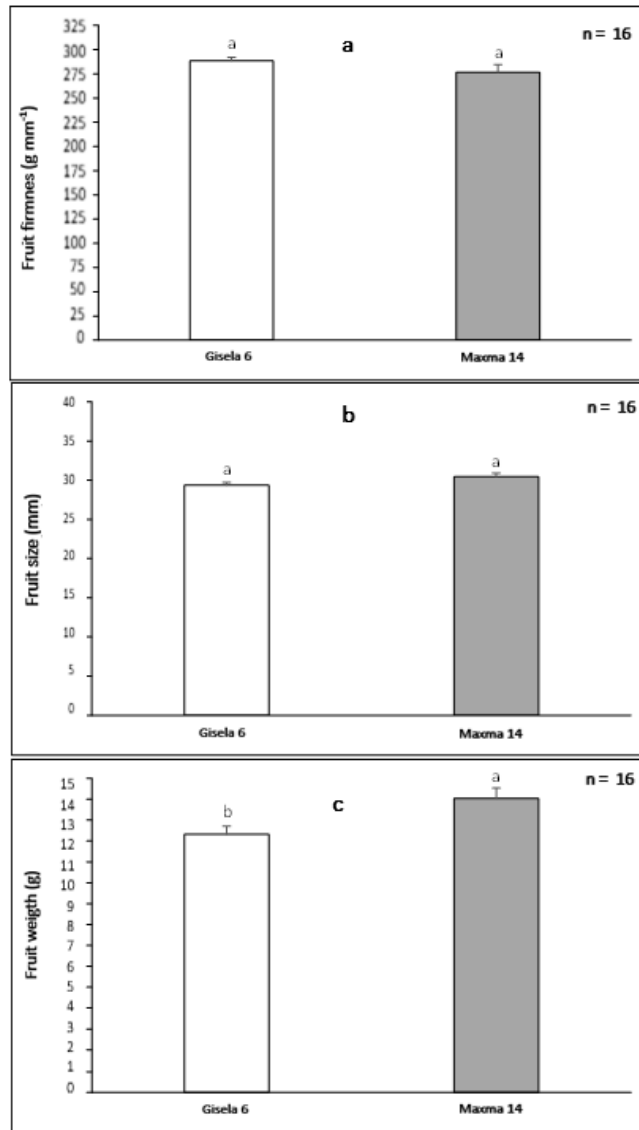 325
300
275
250
225
200
175
150
125
100
75
50
25
0
Fruit firmnes (g mm⁻¹)
a
a
a
n = 16
Gisela 6
Maxma 14
40
35
30
25
20
15
10
5
0
Fruit size (mm)
a
b
a
n = 16
Gisela 6
Maxma 14
15
14
13
12
11
10
9
8
7
6
5
4
3
2
1
0
Fruit weigth (g)
b
c
a
n = 16
Gisela 6
Maxma 14